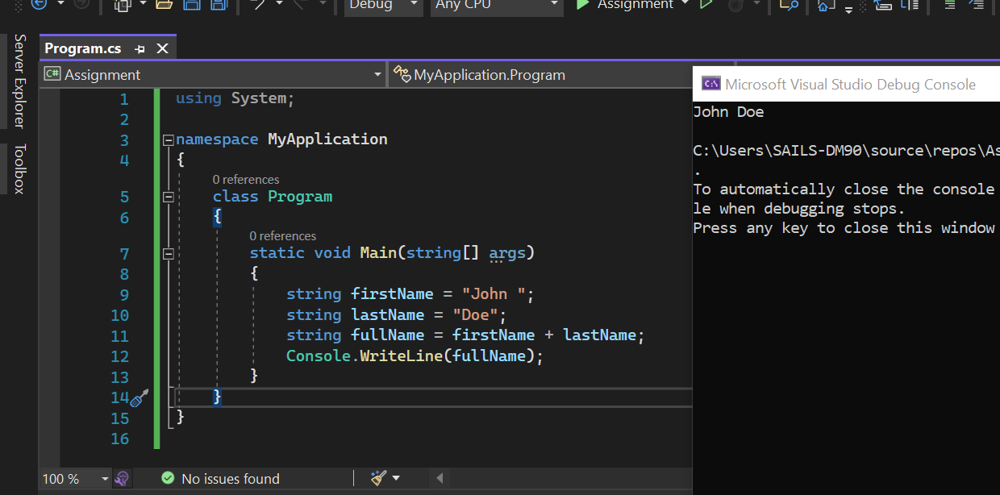 Debug
Any CPU
Assignment
Server Explorer
Toolbox
Program.cs
C# Assignment
MyApplication.Program
1 using System;
2
3 namespace MyApplication
4 {
0 references
5 class Program
6 {
0 references
7 static void Main(string[] args)
8 {
9 string firstName = "John ";
10 string lastName = "Doe";
11 string fullName = firstName + lastName;
12 Console.WriteLine(fullName);
13 }
14 }
15 }
16
100 %
No issues found
C:\ Microsoft Visual Studio Debug Console
John Doe
C:\Users\SAILS-DM90\source\repos\As
.
To automatically close the console
le when debugging stops.
Press any key to close this window